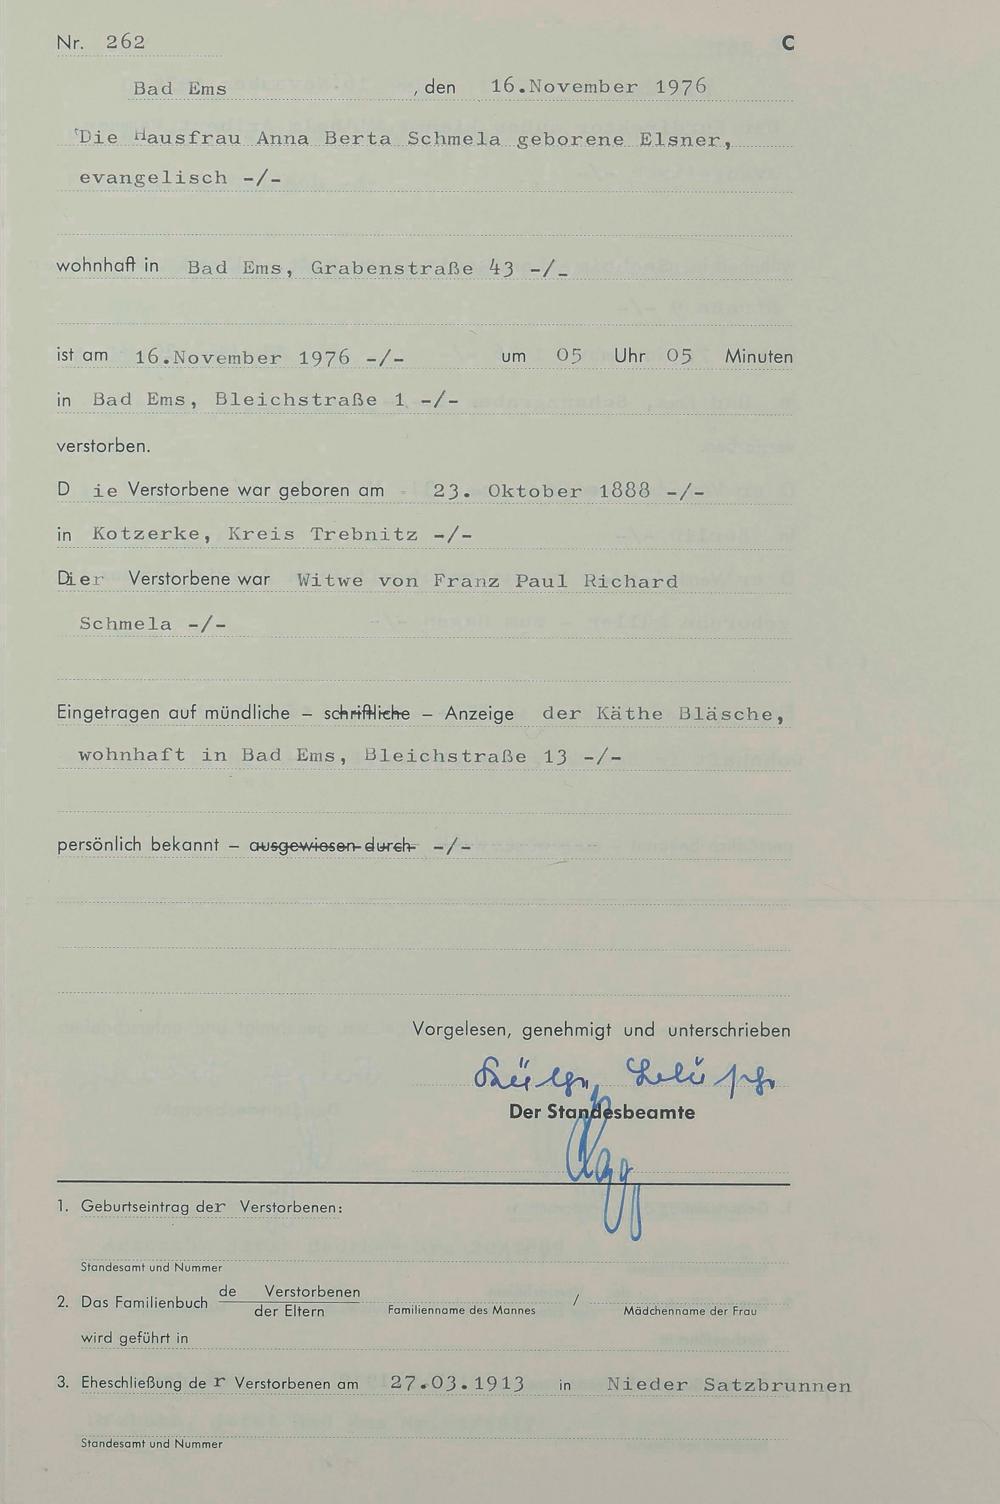 Nr. 262 C
Bad Ems , den 16.November 1976
Die Hausfrau Anna Berta Schmela geborene Elsner,
evangelisch -/-
wohnhaft in Bad Ems, Grabenstraße 43 -/-
ist am 16.November 1976 -/- um 05 Uhr 05 Minuten
in Bad Ems, Bleichstraße 1 -/-
verstorben.
D ie Verstorbene war geboren am 23. Oktober 1888 -/-
in Kotzerke, Kreis Trebnitz -/-
Die Verstorbene war Witwe von Franz Paul Richard
Schmela -/-
Eingetragen auf mündliche – schriftliche – Anzeige der Käthe Bläsche,
wohnhaft in Bad Ems, Bleichstraße 13 -/-
persönlich bekannt – ausgewiesen durch -/-
Vorgelesen, genehmigt und unterschrieben
Käthe Bläsche
Der Standesbeamte
1. Geburtseintrag der Verstorbenen:
Standesamt und Nummer
2. Das Familienbuch de Verstorbenen / der Eltern Familienname des Mannes / Mädchenname der Frau
wird geführt in
3. Eheschließung de r Verstorbenen am 27.03.1913 in Nieder Satzbrunnen
Standesamt und Nummer